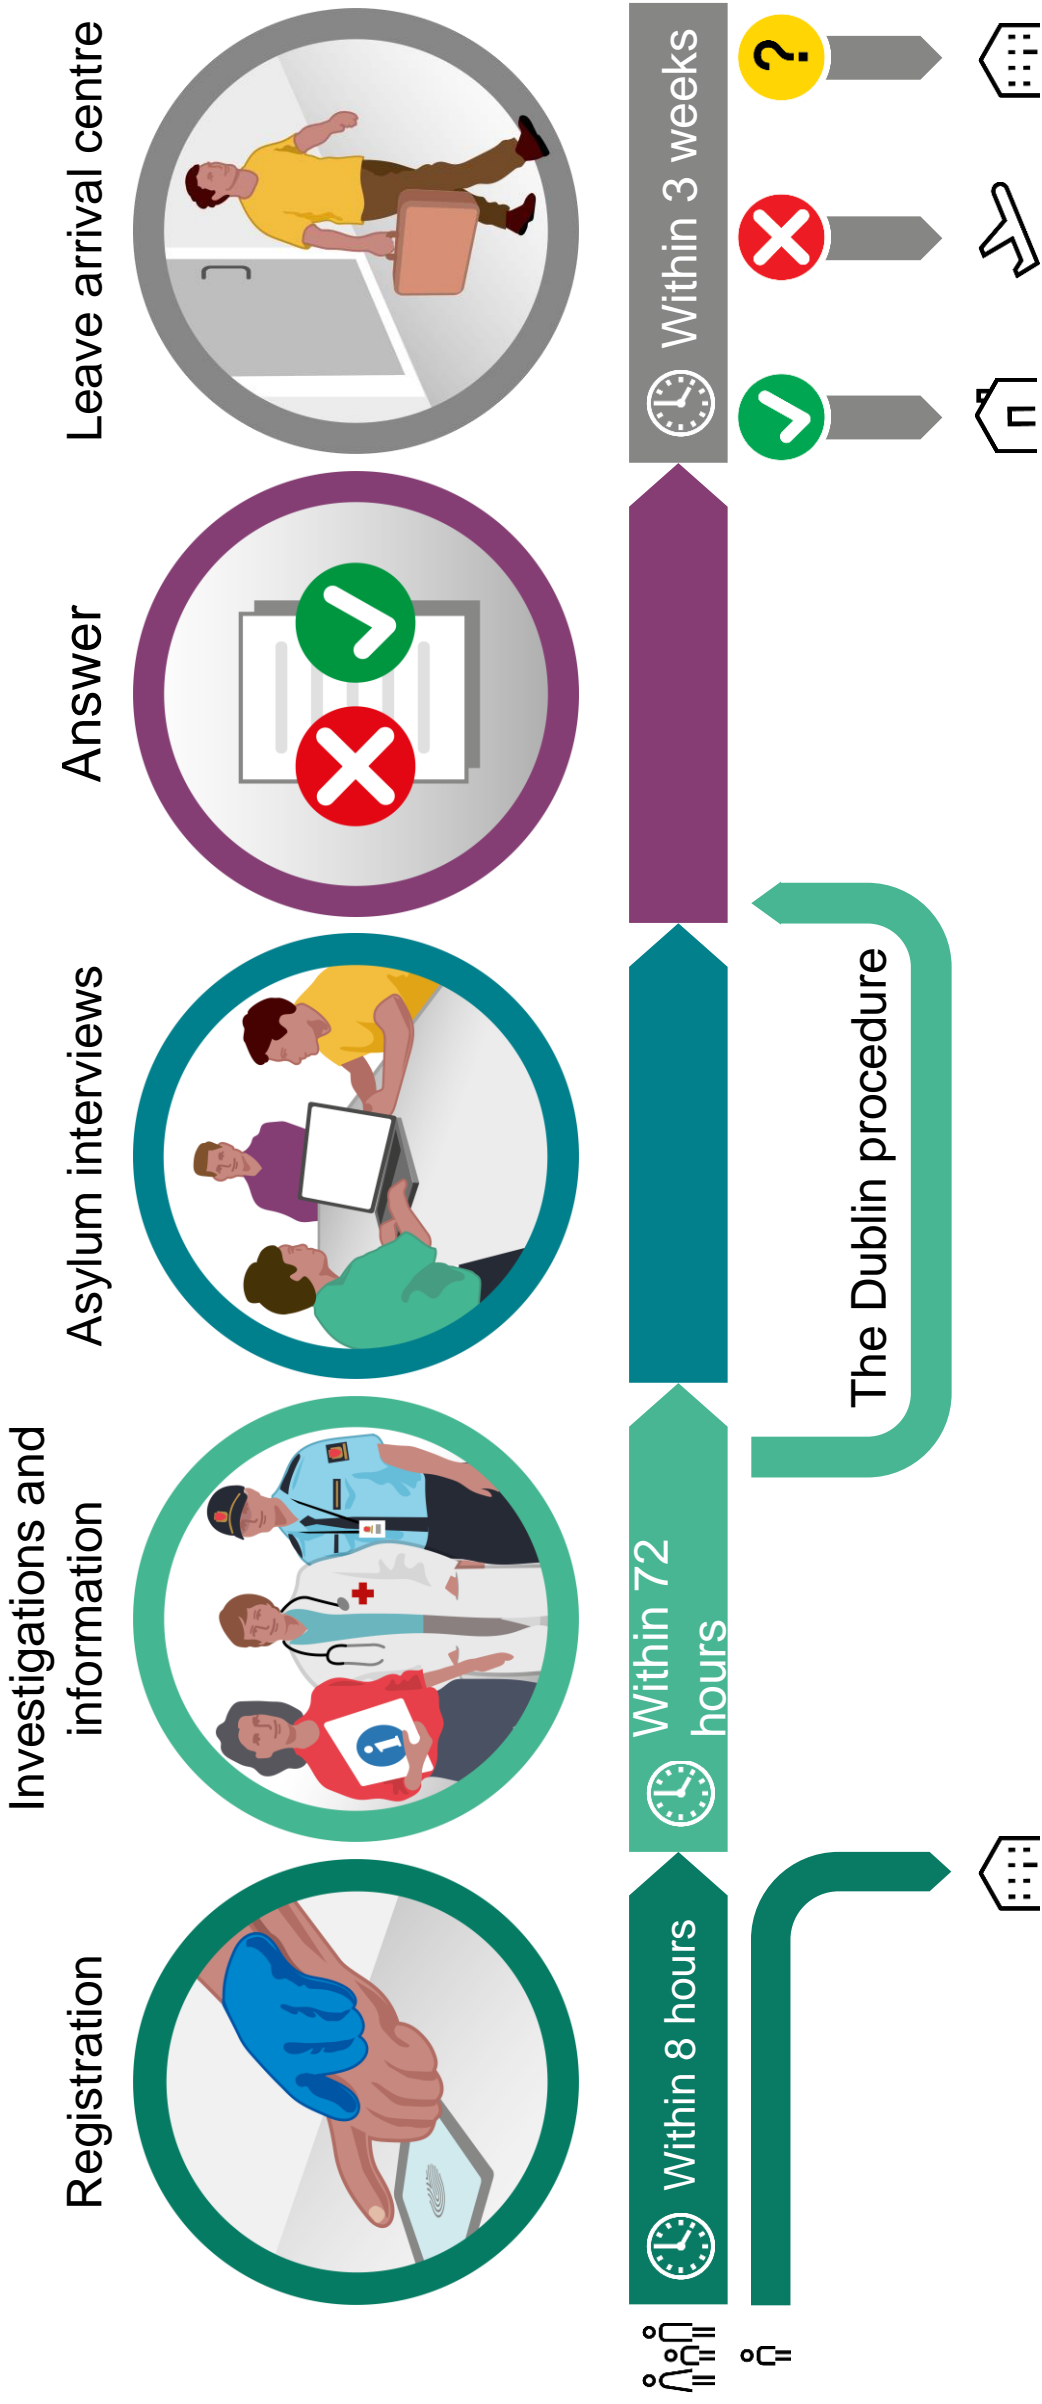 Registration
Investigations and
information
Asylum interviews
Answer
Leave arrival centre
Within 8 hours
Within 72
hours
Within 3 weeks
?
The Dublin procedure